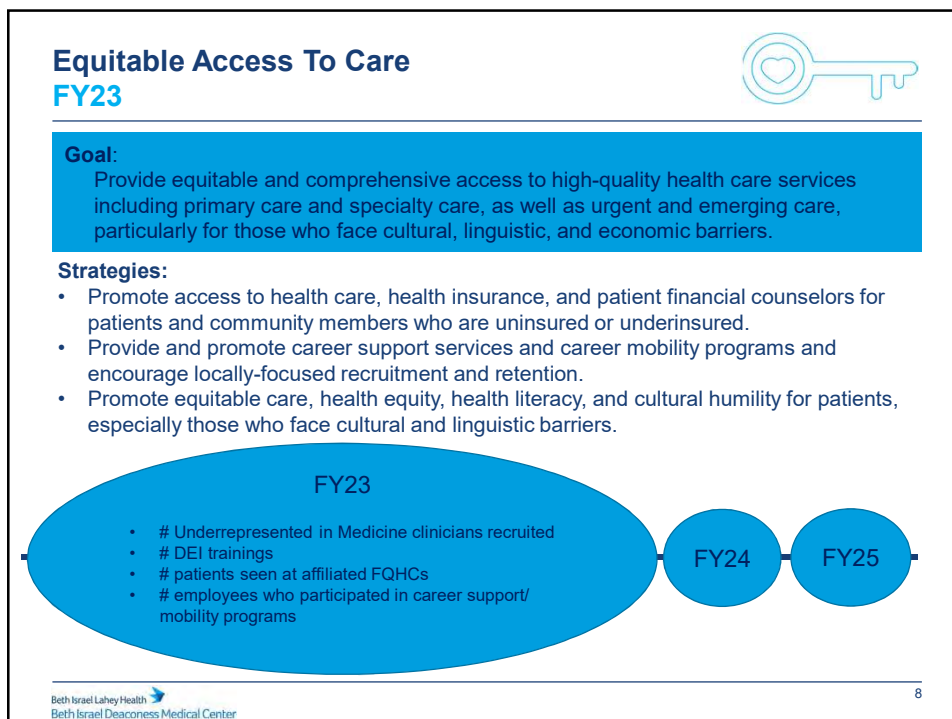 Equitable Access To Care
FY23
Goal:
Provide equitable and comprehensive access to high-quality health care services
including primary care and specialty care, as well as urgent and emerging care,
particularly for those who face cultural, linguistic, and economic barriers.
Strategies:
• Promote access to health care, health insurance, and patient financial counselors for
patients and community members who are uninsured or underinsured.
• Provide and promote career support services and career mobility programs and
encourage locally-focused recruitment and retention.
• Promote equitable care, health equity, health literacy, and cultural humility for patients,
especially those who face cultural and linguistic barriers.
FY23
• # Underrepresented in Medicine clinicians recruited
• # DEI trainings
• # patients seen at affiliated FQHCs
• # employees who participated in career support/
mobility programs
FY24
FY25
Beth Israel Lahey Health
Beth Israel Deaconess Medical Center
8